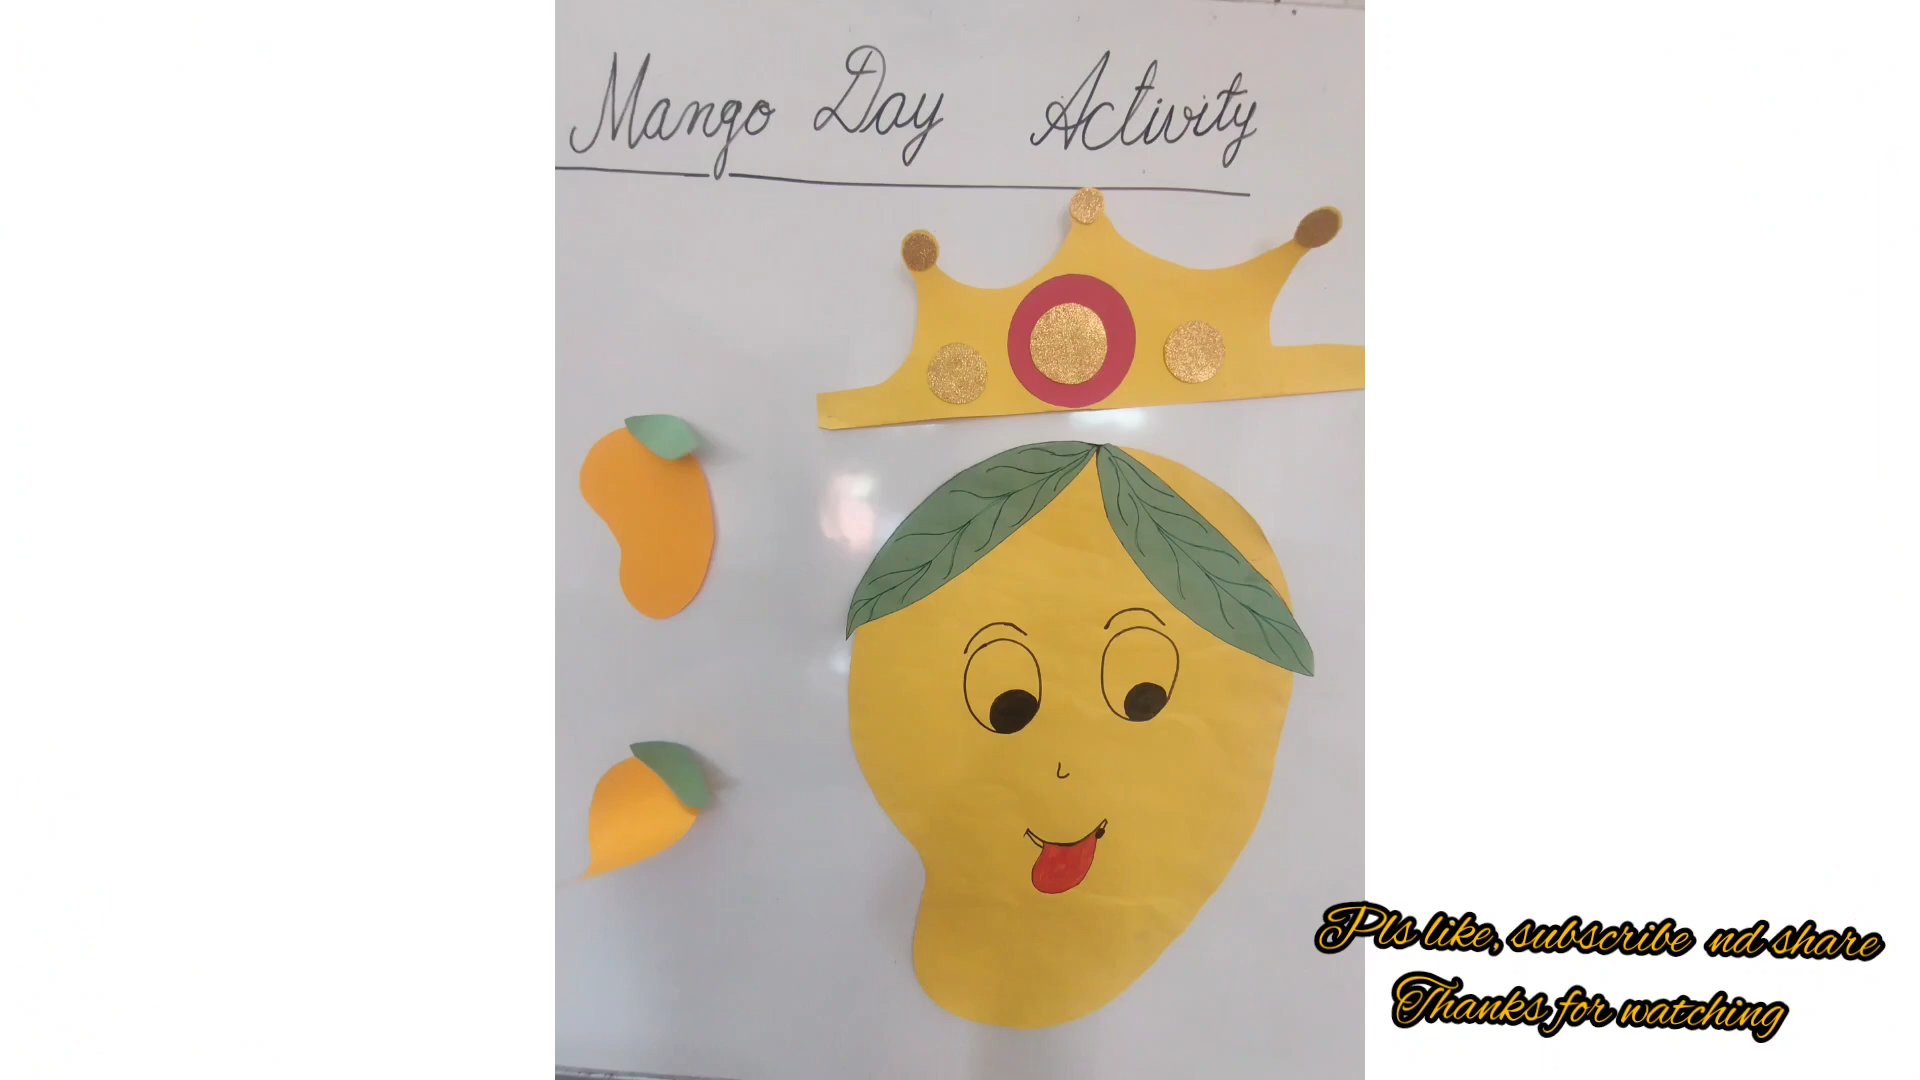 Mango Day Activity
Pls like, subscribe nd share
Thanks for watching